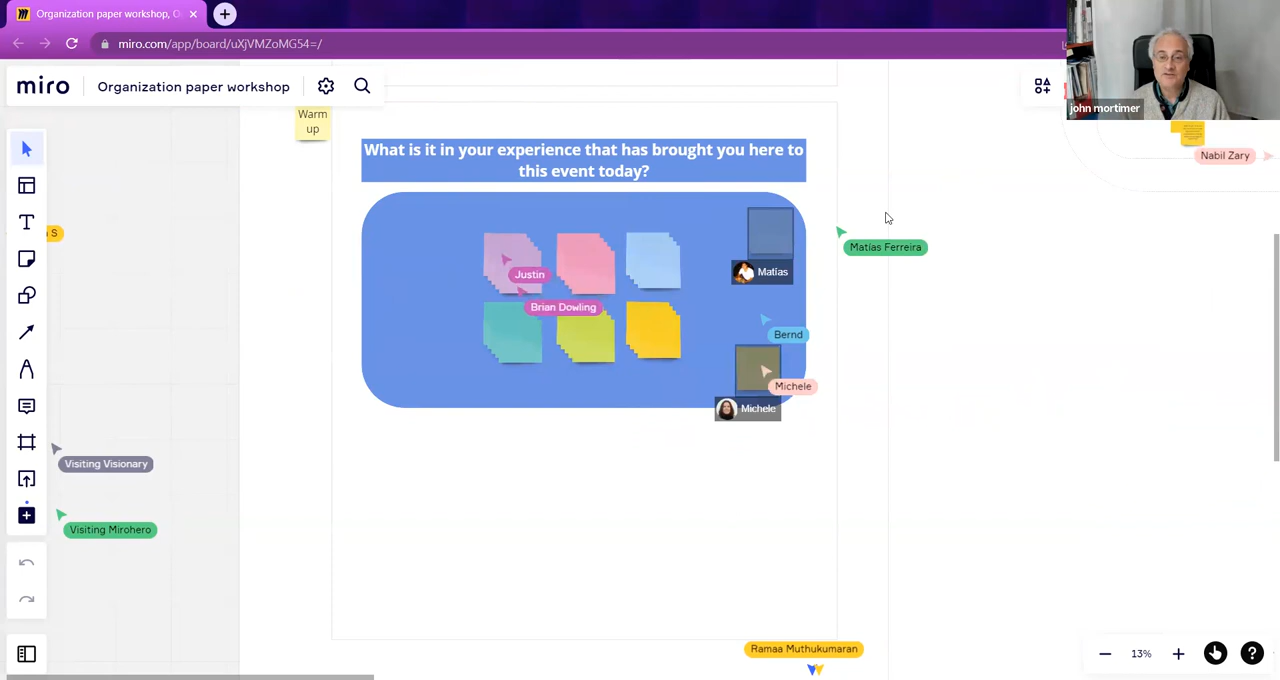 Organization paper workshop, O
miro.com/app/board/uXjVMZoMG54=/
miro
Organization paper workshop
john mortimer
Warm
up
What is it in your experience that has brought you here to
this event today?
Nabil Zary
S
Matías Ferreira
Matías
Justin
Brian Dowling
Bernd
Michele
Michele
Visiting Visionary
Visiting Mirohero
Ramaa Muthukumaran
13%